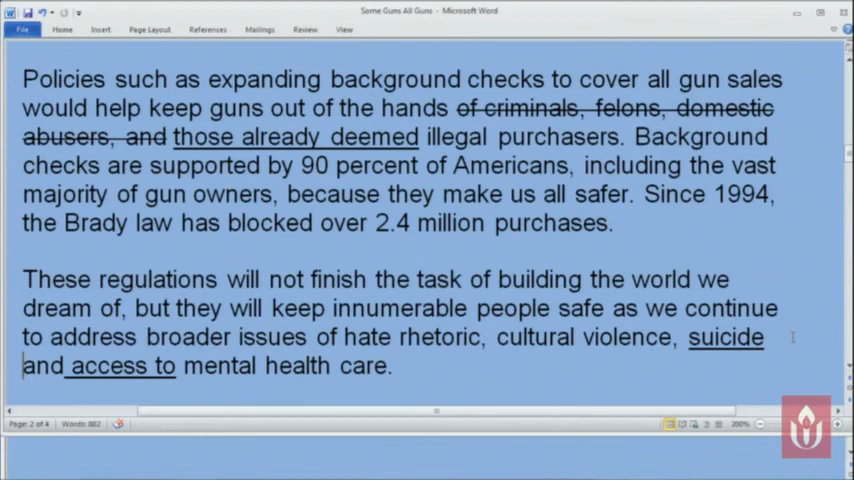 Some Guns All Guns - Microsoft Word
File Home Insert Page Layout References Mailings Review View
Policies such as expanding background checks to cover all gun sales
would help keep guns out of the hands of criminals, felons, domestic
abusers, and those already deemed illegal purchasers. Background
checks are supported by 90 percent of Americans, including the vast
majority of gun owners, because they make us all safer. Since 1994,
the Brady law has blocked over 2.4 million purchases.
These regulations will not finish the task of building the world we
dream of, but they will keep innumerable people safe as we continue
to address broader issues of hate rhetoric, cultural violence, suicide
and access to mental health care.
Page: 2 of 4 Words: 802 200%